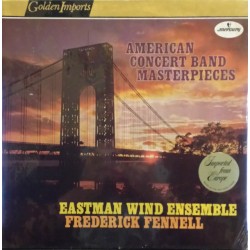 Golden Imports
mercury
AMERICAN
CONCERT BAND
MASTERPIECES
Imported
from
Europe
EASTMAN WIND ENSEMBLE
FREDERICK FENNELL